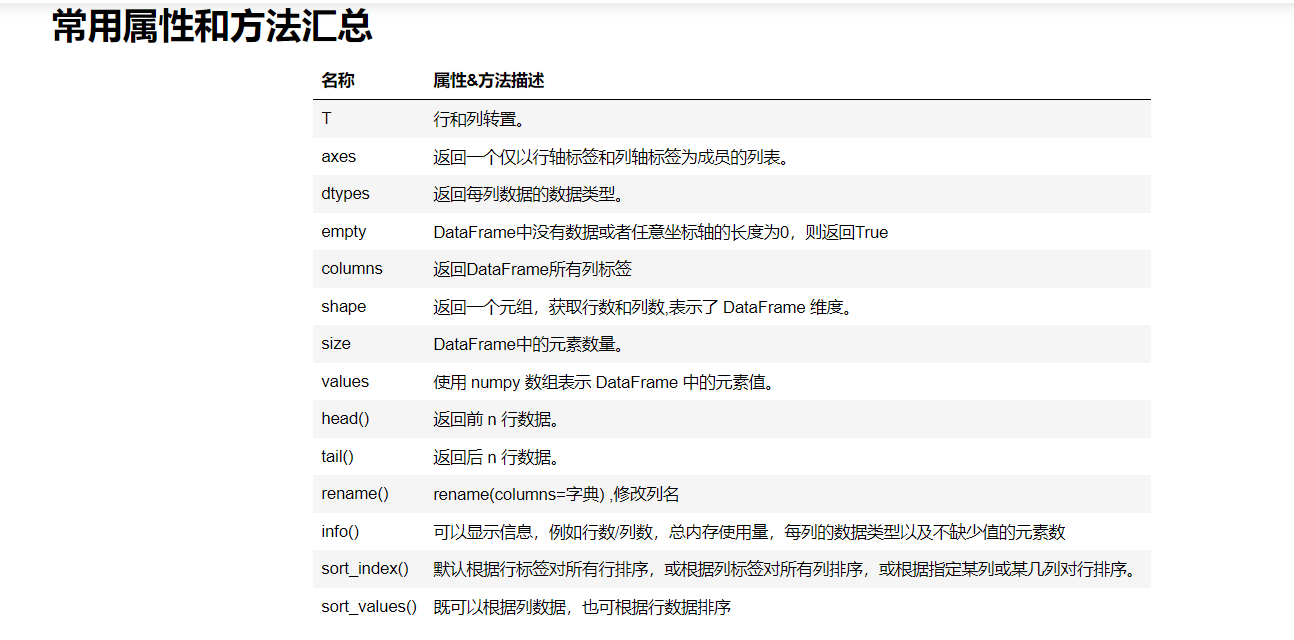 常用属性和方法汇总
名称 属性&方法描述
T 行和列转置。
axes 返回一个仅以行轴标签和列轴标签为成员的列表。
dtypes 返回每列数据的数据类型。
empty DataFrame中没有数据或者任意坐标轴的长度为0，则返回True
columns 返回DataFrame所有列标签
shape 返回一个元组，获取行数和列数,表示了 DataFrame 维度。
size DataFrame中的元素数量。
values 使用 numpy 数组表示 DataFrame 中的元素值。
head() 返回前 n 行数据。
tail() 返回后 n 行数据。
rename() rename(columns=字典) ,修改列名
info() 可以显示信息，例如行数/列数，总内存使用量，每列的数据类型以及不缺少值的元素数
sort_index() 默认根据行标签对所有行排序，或根据列标签对所有列排序，或根据指定某列或某几列对行排序。
sort_values() 既可以根据列数据，也可根据行数据排序